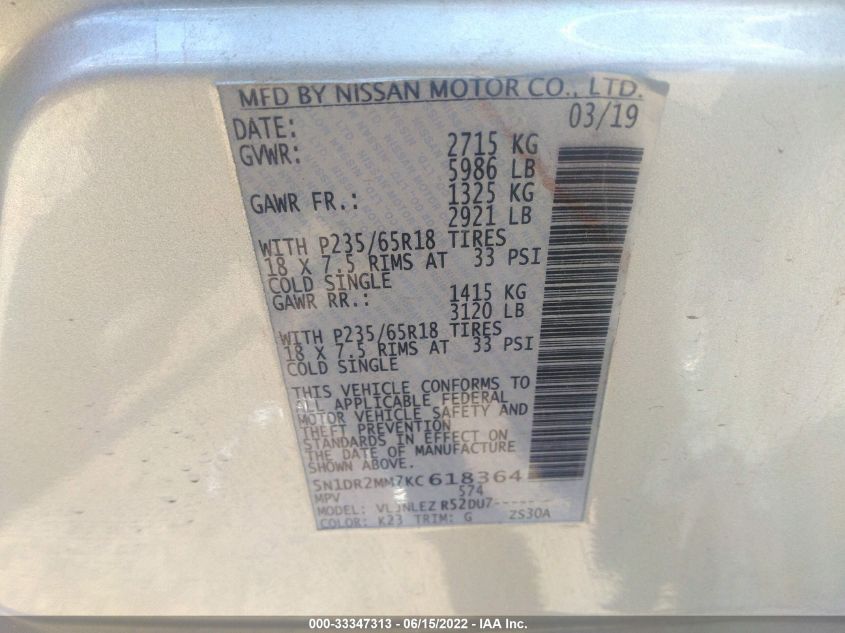 MFD BY NISSAN MOTOR CO., LTD.
DATE: 03/19
GVWR: 2715 KG
5986 LB
GAWR FR.: 1325 KG
2921 LB
WITH P235/65R18 TIRES
18 X 7.5 RIMS AT 33 PSI
COLD SINGLE
GAWR RR.: 1415 KG
3120 LB
WITH P235/65R18 TIRES
18 X 7.5 RIMS AT 33 PSI
COLD SINGLE
THIS VEHICLE CONFORMS TO
ALL APPLICABLE FEDERAL
MOTOR VEHICLE SAFETY AND
THEFT PREVENTION
STANDARDS IN EFFECT ON
THE DATE OF MANUFACTURE
SHOWN ABOVE.
5N1DR2MM7KC618364
MPV S74
MODEL: VLJNLEZ R52DU7-------
COLOR: K23 TRIM: G ZS30A
000-33347313 - 06/15/2022 - IAA Inc.